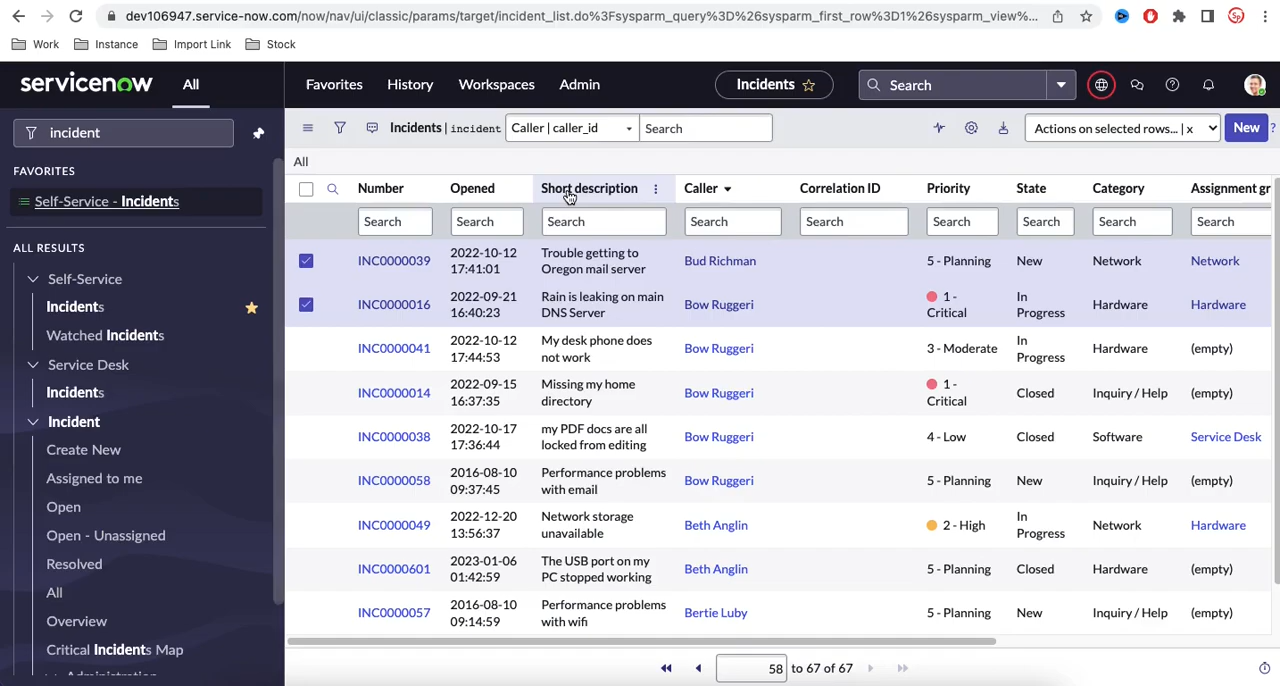 dev106947.service-now.com/now/nav/ui/classic/params/target/incident_list.do%3Fsysparm_query%3D%26sysparm_first_row%3D1%26sysparm_view%...
Sp
Work Instance Import Link Stock
servicenow All Favorites History Workspaces Admin Incidents Search
incident
Incidents | incident Caller | caller_id Search Actions on selected rows... | x New ?
FAVORITES
Self-Service - Incidents
ALL RESULTS
Self-Service
Incidents
Watched Incidents
Service Desk
Incidents
Incident
Create New
Assigned to me
Open
Open - Unassigned
Resolved
All
Overview
Critical Incidents Map
Administration
All
Number Opened Short description Caller Correlation ID Priority State Category Assignment gr
Search Search Search Search Search Search Search Search Search
INC0000039 2022-10-12 17:41:01 Trouble getting to Oregon mail server Bud Richman 5 - Planning New Network Network
INC0000016 2022-09-21 16:40:23 Rain is leaking on main DNS Server Bow Ruggeri 1 - Critical In Progress Hardware Hardware
INC0000041 2022-10-12 17:44:53 My desk phone does not work Bow Ruggeri 3 - Moderate In Progress Hardware (empty)
INC0000014 2022-09-15 16:37:35 Missing my home directory Bow Ruggeri 1 - Critical Closed Inquiry / Help (empty)
INC0000038 2022-10-17 17:36:44 my PDF docs are all locked from editing Bow Ruggeri 4 - Low Closed Software Service Desk
INC0000058 2016-08-10 09:37:45 Performance problems with email Bow Ruggeri 5 - Planning New Inquiry / Help (empty)
INC0000049 2022-12-20 13:56:37 Network storage unavailable Beth Anglin 2 - High In Progress Network Hardware
INC0000601 2023-01-06 01:42:59 The USB port on my PC stopped working Beth Anglin 5 - Planning Closed Hardware (empty)
INC0000057 2016-08-10 09:14:59 Performance problems with wifi Bertie Luby 5 - Planning New Inquiry / Help (empty)
58 to 67 of 67